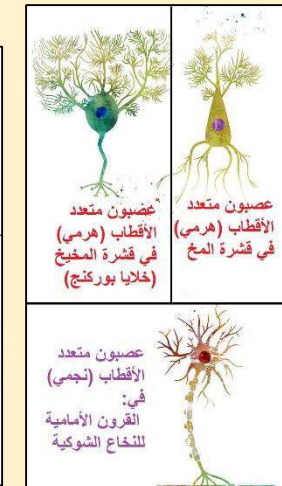 عصبون متعدد
الأقطاب (هرمي)
في قشرة المخ
عصبون متعدد
الأقطاب (هرمي)
في قشرة المخيخ
(خلايا بوركنج)
عصبون متعدد
الأقطاب (نجمي)
في:
القرون الأمامية
للنخاع الشوكية